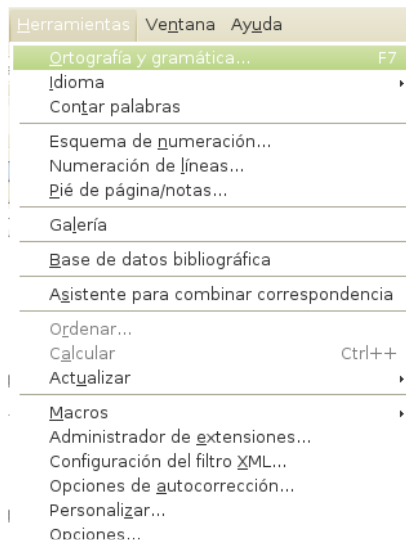 Herramientas Ventana Ayuda
Ortografía y gramática... F7
Idioma
Contar palabras
Esquema de numeración...
Numeración de líneas...
Pié de página/notas...
Galería
Base de datos bibliográfica
Asistente para combinar correspondencia
Ordenar...
Calcular Ctrl++
Actualizar
Macros
Administrador de extensiones...
Configuración del filtro XML...
Opciones de autocorrección...
Personalizar...
Opciones...